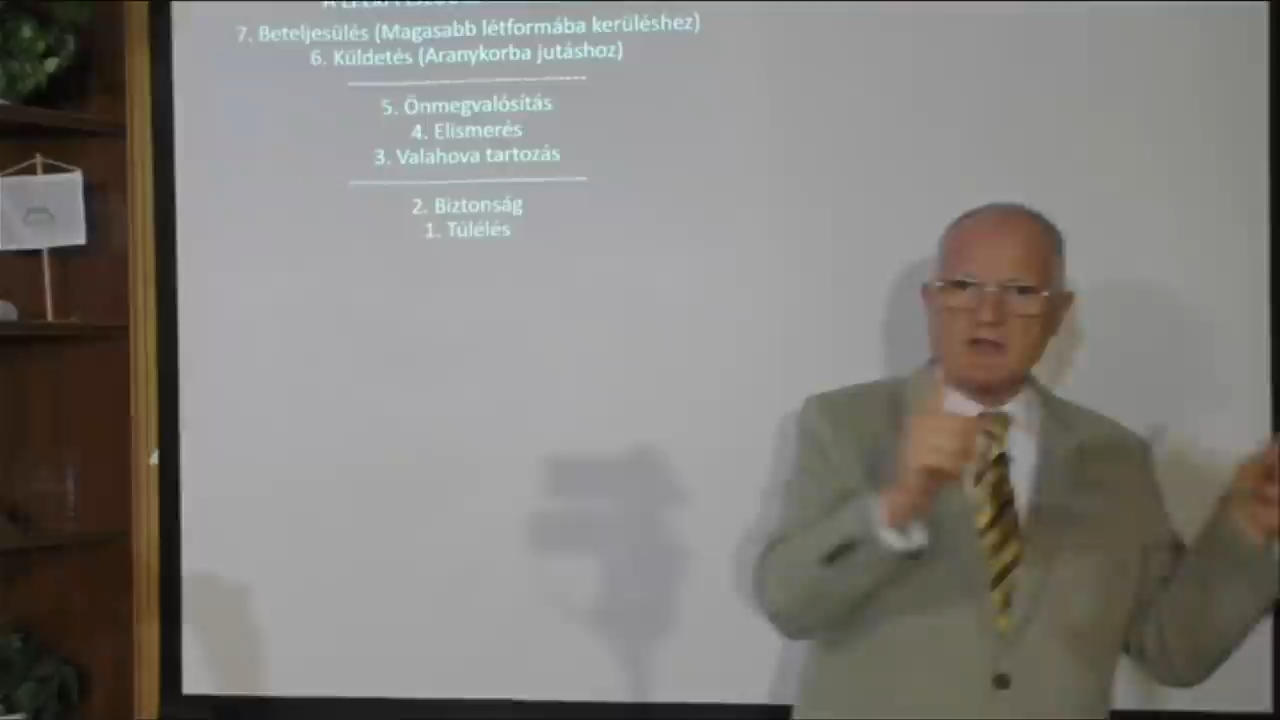 7. Beteljesülés (Magasabb létformába kerüléshez)
6. Küldetés (Aranykorba jutáshoz)
5. Önmegvalósítás
4. Elismerés
3. Valahova tartozás
2. Biztonság
1. Túlélés